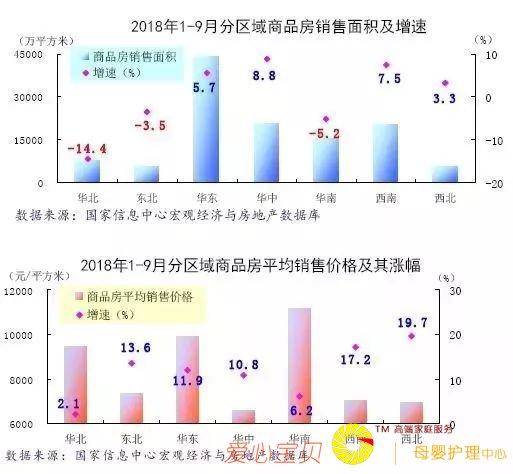 2018年1-9月分区域商品房销售面积及增速
(万平方米) (%)
商品房销售面积
增速(%)
45000 30000 15000 0
10 0 -10 -20
-14.4 -3.5 5.7 8.8 -5.2 7.5 3.3
华北 东北 华东 华中 华南 西南 西北
数据来源：国家信息中心宏观经济与房地产数据库
2018年1-9月分区域商品房平均销售价格及其涨幅
(元/平方米) (%)
商品房平均销售价格
增速(%)
12000 10000 8000 6000
30 20 10 0
2.1 13.6 11.9 10.8 6.2 17.2 19.7
华北 东北 华东 华中 华南 西南 西北
数据来源：国家信息中心宏观经济与房地产数据库
爱心宝贝
TM 高端家庭服务
母婴护理中心